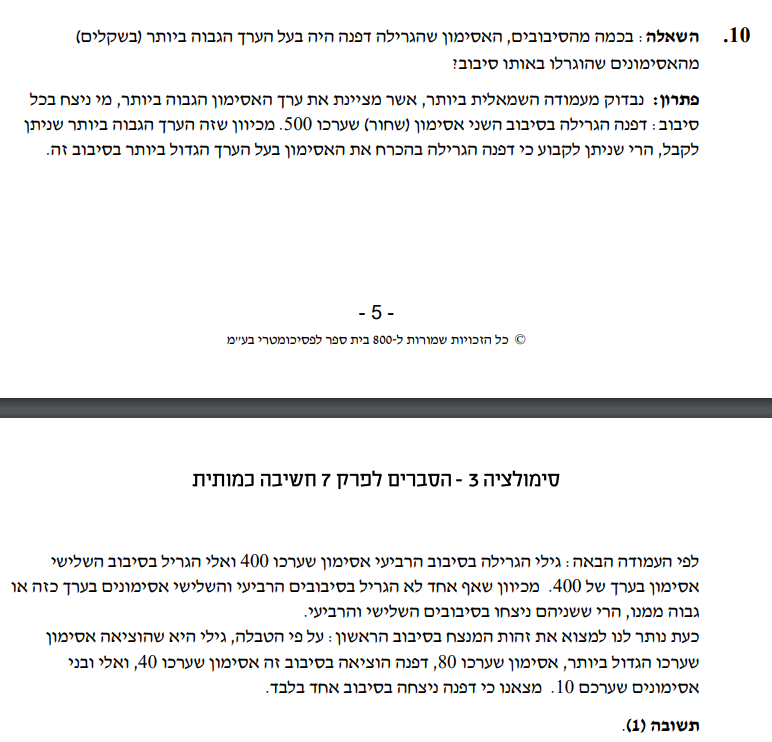 10. השאלה: בכמה מהסיבובים, האסימון שהגרילה דפנה היה בעל הערך הגבוה ביותר (בשקלים)
מהאסימונים שהוגרלו באותו סיבוב?
פתרון: נבדוק מעמודה השמאלית ביותר, אשר מציינת את ערך האסימון הגבוה ביותר, מי ניצח בכל
סיבוב: דפנה הגרילה בסיבוב השני אסימון (שחור) שערכו 500. מכיוון שזה הערך הגבוה ביותר שניתן
לקבל, הרי שניתן לקבוע כי דפנה הגרילה בהכרח את האסימון בעל הערך הגדול ביותר בסיבוב זה.
- 5 -
© כל הזכויות שמורות ל-800 בית ספר לפסיכומטרי בע״מ
סימולציה 3 - הסברים לפרק 7 חשיבה כמותית
לפי העמודה הבאה: גילי הגרילה בסיבוב הרביעי אסימון שערכו 400 ואלי הגריל בסיבוב השלישי
אסימון בערך של 400. מכיוון שאף אחד לא הגריל בסיבובים הרביעי והשלישי אסימונים בערך כזה או
גבוה ממנו, הרי ששניהם ניצחו בסיבובים השלישי והרביעי.
כעת נותר לנו למצוא את זהות המנצח בסיבוב הראשון: על פי הטבלה, גילי היא שהוציאה אסימון
שערכו הגדול ביותר, אסימון שערכו 80, דפנה הוציאה בסיבוב זה אסימון שערכו 40, ואלי ובני
אסימונים שערכם 10. מצאנו כי דפנה ניצחה בסיבוב אחד בלבד.
תשובה (1).